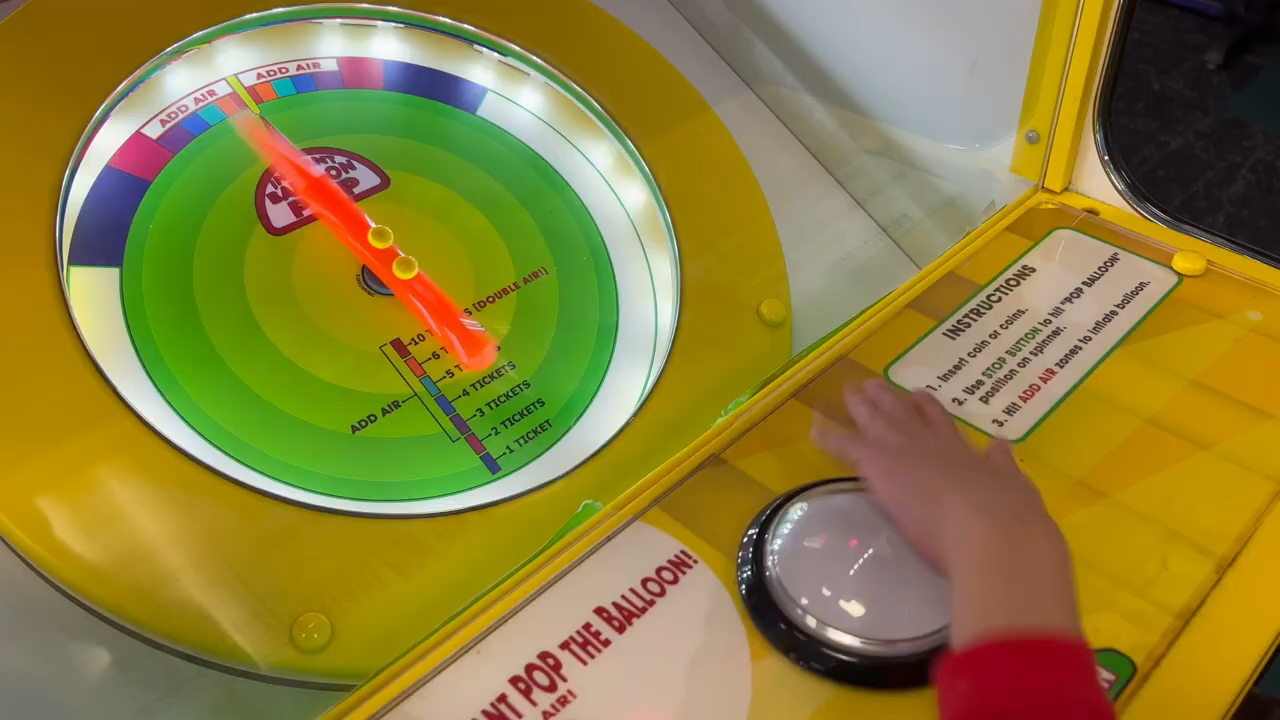 ADD AIR
ADD AIR
10 T S (DOUBLE AIR!)
6 T
5 T
4 TICKETS
3 TICKETS
2 TICKETS
1 TICKET
ADD AIR
INSTRUCTIONS
1. Insert coin or coins.
2. Use STOP BUTTON to hit "POP BALLOON"
position on spinner.
3. Hit ADD AIR zones to inflate balloon.
ANT POP THE BALLOON!
AIR!